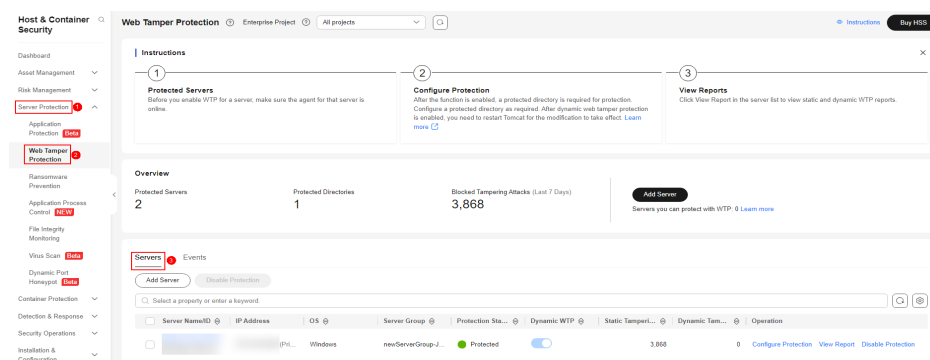 Host & Container Security
Dashboard
Asset Management
Risk Management
Server Protection 1
Application Protection Beta
Web Tamper Protection 2
Ransomware Prevention
Application Process Control NEW
File Integrity Monitoring
Virus Scan Beta
Dynamic Port Honeypot Beta
Container Protection
Detection & Response
Security Operations
Installation & Configuration
Web Tamper Protection ? Enterprise Project ? All projects
Instructions Buy HSS
Instructions ×
1
Protected Servers
Before you enable WTP for a server, make sure the agent for that server is
online.
2
Configure Protection
After the function is enabled, a protected directory is required for protection.
Configure a protected directory as required. After dynamic web tamper protection
is enabled, you need to restart Tomcat for the modification to take effect. Learn
more
3
View Reports
Click View Report in the server list to view static and dynamic WTP reports.
Overview
Protected Servers
2
Protected Directories
1
Blocked Tampering Attacks (Last 7 Days)
3,868
Add Server
Servers you can protect with WTP: 0 Learn more
Servers 3 Events
Add Server Disable Protection
Select a property or enter a keyword.
Server Name/ID IP Address OS Server Group Protection Sta... Dynamic WTP Static Tamperi... Dynamic Tam... Operation
(Pri... Windows newServerGroup-J... Protected 3,868 0 Configure Protection View Report Disable Protection